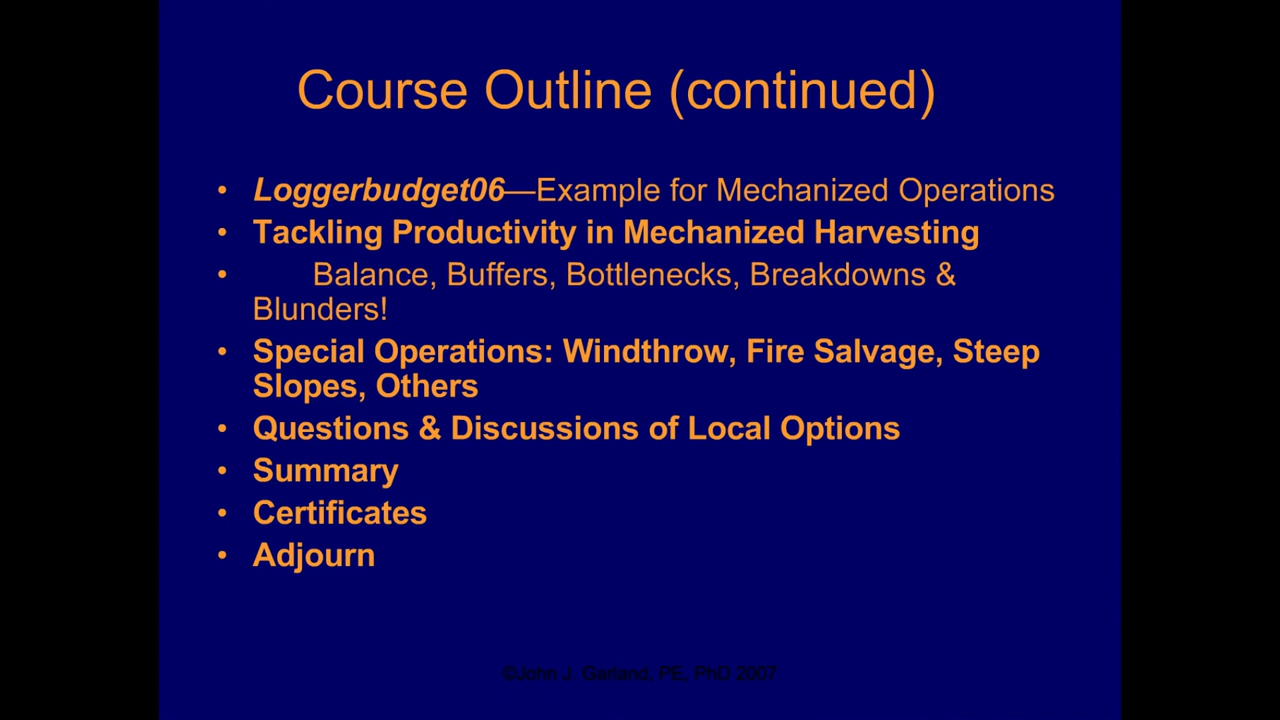 Course Outline (continued)
• Loggerbudget06—Example for Mechanized Operations
• Tackling Productivity in Mechanized Harvesting
• Balance, Buffers, Bottlenecks, Breakdowns &
Blunders!
• Special Operations: Windthrow, Fire Salvage, Steep
Slopes, Others
• Questions & Discussions of Local Options
• Summary
• Certificates
• Adjourn
©John J. Garland, PE, PhD 2007